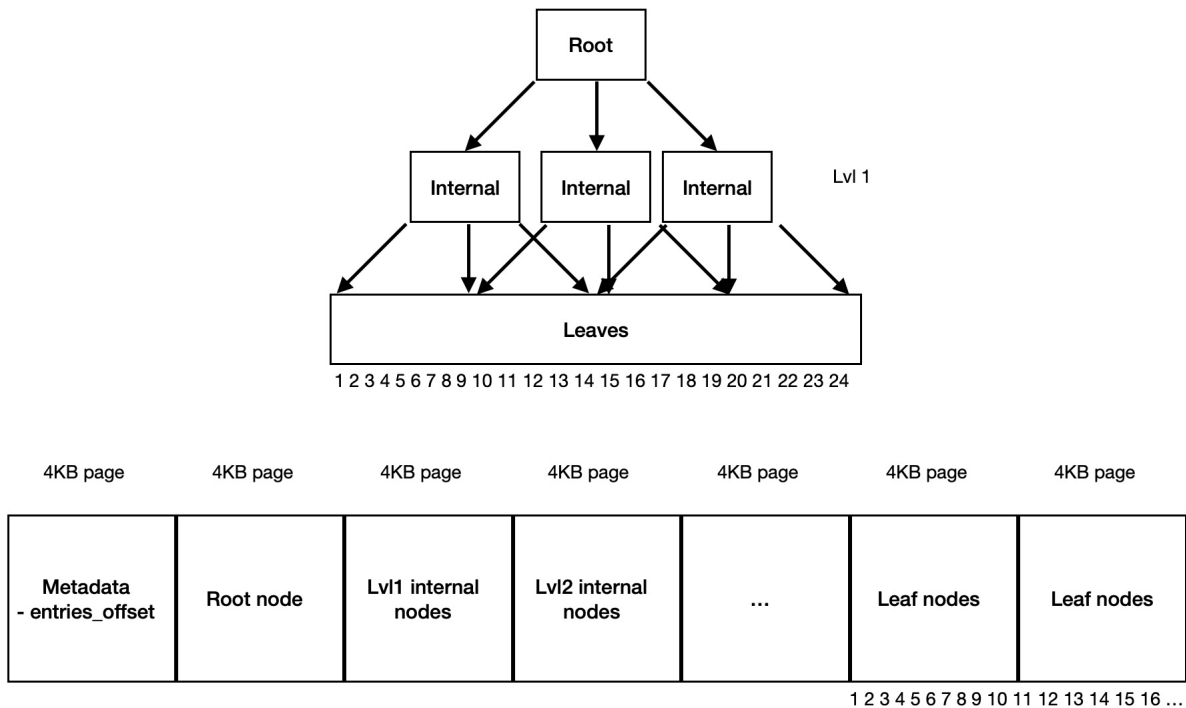 Root
Internal
Internal
Internal
Lvl 1
Leaves
1 2 3 4 5 6 7 8 9 10 11 12 13 14 15 16 17 18 19 20 21 22 23 24
4KB page
4KB page
4KB page
4KB page
4KB page
4KB page
4KB page
Metadata
- entries_offset
Root node
Lvl1 internal
nodes
Lvl2 internal
nodes
...
Leaf nodes
Leaf nodes
1 2 3 4 5 6 7 8 9 10 11 12 13 14 15 16 ...